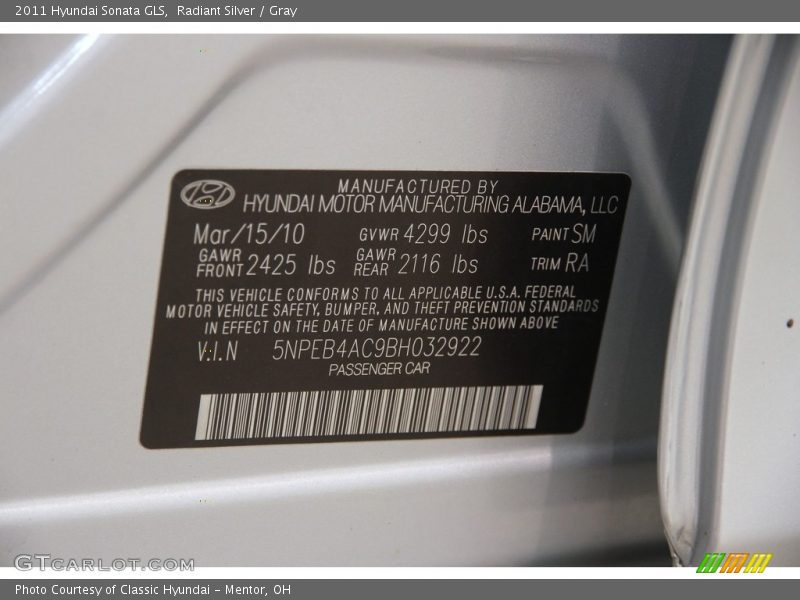 2011 Hyundai Sonata GLS, Radiant Silver / Gray
MANUFACTURED BY
HYUNDAI MOTOR MANUFACTURING ALABAMA, LLC
Mar/15/10 GVWR 4299 lbs PAINT SM
GAWR FRONT 2425 lbs GAWR REAR 2116 lbs TRIM RA
THIS VEHICLE CONFORMS TO ALL APPLICABLE U.S.A. FEDERAL
MOTOR VEHICLE SAFETY, BUMPER, AND THEFT PREVENTION STANDARDS
IN EFFECT ON THE DATE OF MANUFACTURE SHOWN ABOVE
V.I.N 5NPEB4AC9BH032922
PASSENGER CAR
GTCARLOT.COM
Photo Courtesy of Classic Hyundai - Mentor, OH